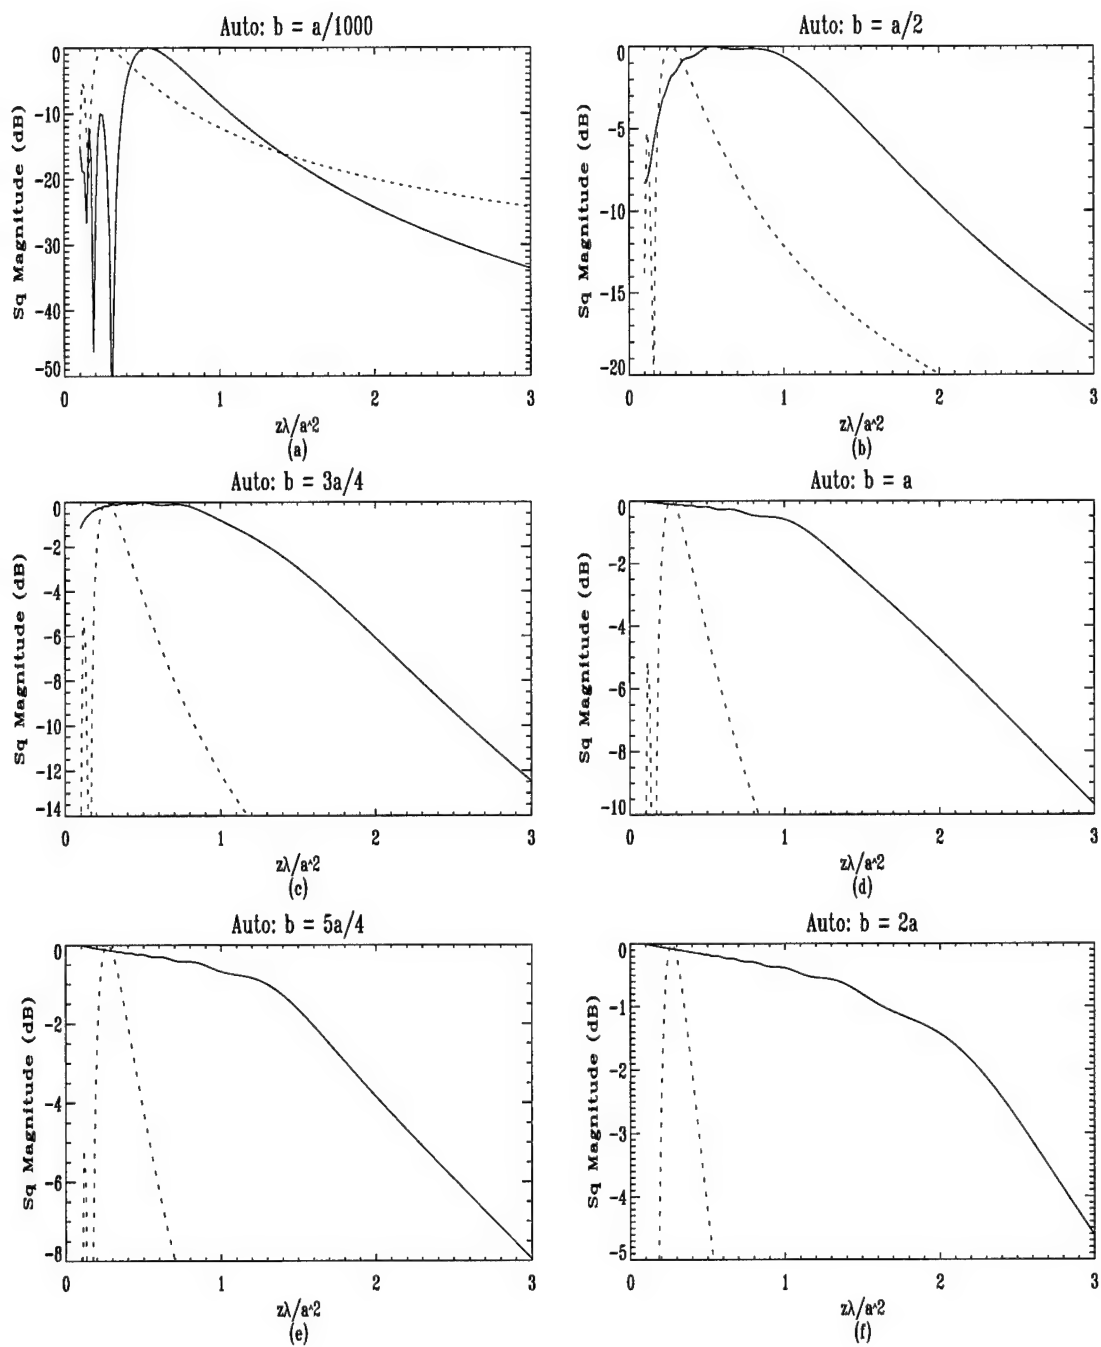 Auto: b = a/1000
Sq Magnitude (dB)
0
-10
-20
-30
-40
-50
0 1 2 3
zλ/a^2
(a)
Auto: b = a/2
Sq Magnitude (dB)
0
-5
-10
-15
-20
0 1 2 3
zλ/a^2
(b)
Auto: b = 3a/4
Sq Magnitude (dB)
0
-2
-4
-6
-8
-10
-12
-14
0 1 2 3
zλ/a^2
(c)
Auto: b = a
Sq Magnitude (dB)
0
-2
-4
-6
-8
-10
0 1 2 3
zλ/a^2
(d)
Auto: b = 5a/4
Sq Magnitude (dB)
0
-2
-4
-6
-8
0 1 2 3
zλ/a^2
(e)
Auto: b = 2a
Sq Magnitude (dB)
0
-1
-2
-3
-4
-5
0 1 2 3
zλ/a^2
(f)